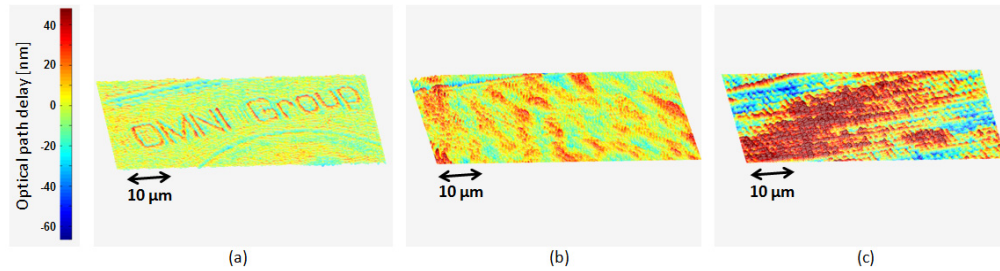 Optical path delay [nm]
40
20
0
-20
-40
-60
OMNI Group
10 μm
10 μm
10 μm
(a)
(b)
(c)